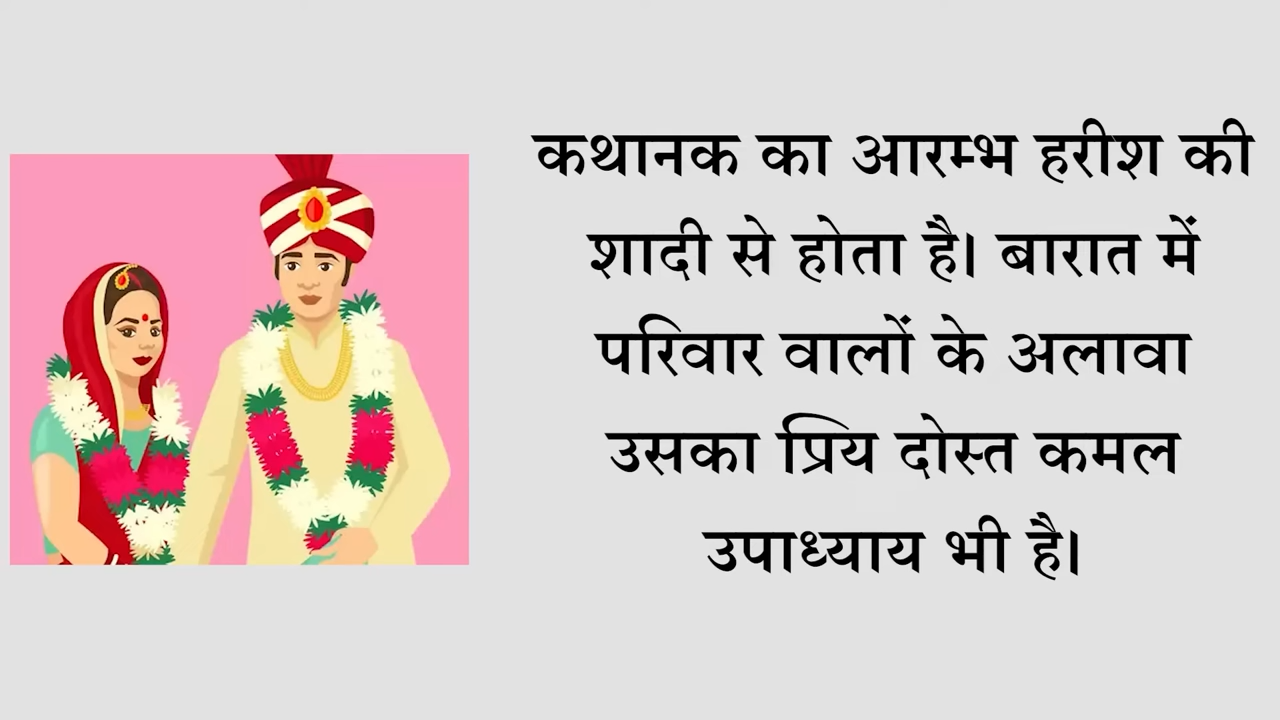 कथानक का आरम्भ हरीश की
शादी से होता है। बारात में
परिवार वालों के अलावा
उसका प्रिय दोस्त कमल
उपाध्याय भी है।